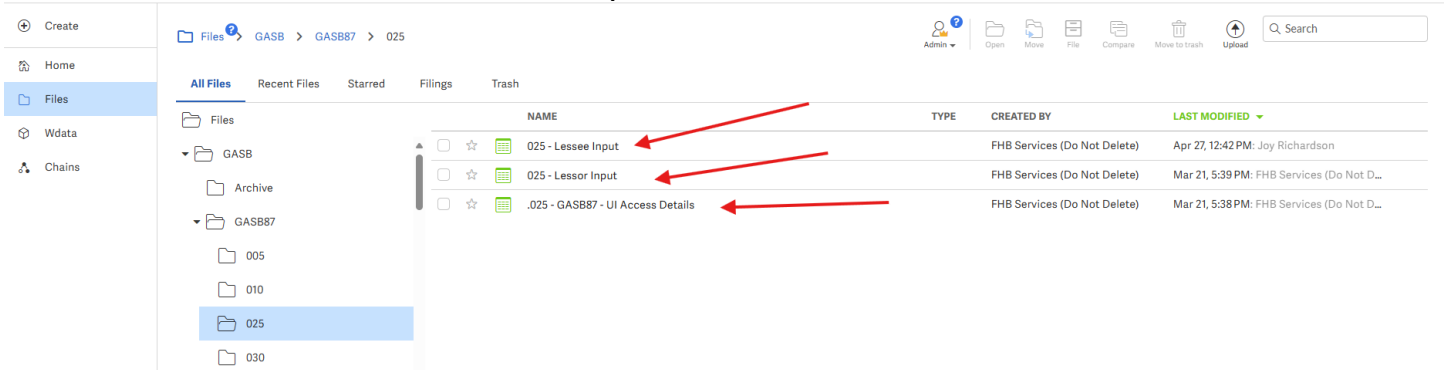 Create
Home
Files
Wdata
Chains
Files ? > GASB > GASB87 > 025
Admin ?
Open
Move
File
Compare
Move to trash
Upload
Search
All Files Recent Files Starred Filings Trash
Files
GASB
Archive
GASB87
005
010
025
030
NAME TYPE CREATED BY LAST MODIFIED
025 - Lessee Input FHB Services (Do Not Delete) Apr 27, 12:42 PM: Joy Richardson
025 - Lessor Input FHB Services (Do Not Delete) Mar 21, 5:39 PM: FHB Services (Do Not D...
.025 - GASB87 - UI Access Details FHB Services (Do Not Delete) Mar 21, 5:38 PM: FHB Services (Do Not D...